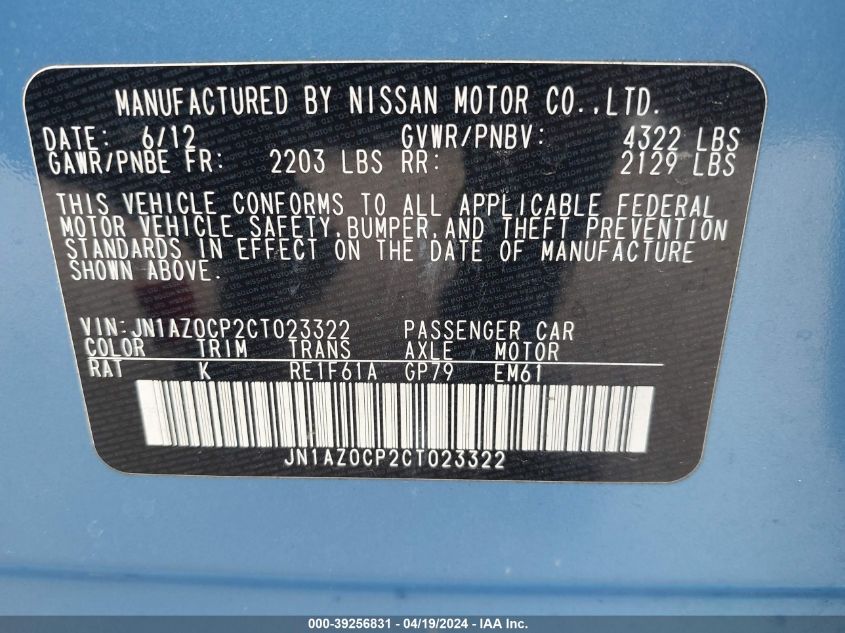 MANUFACTURED BY NISSAN MOTOR CO.,LTD.
DATE: 6/12 GVWR/PNBV: 4322 LBS
GAWR/PNBE FR: 2203 LBS RR: 2129 LBS
THIS VEHICLE CONFORMS TO ALL APPLICABLE FEDERAL
MOTOR VEHICLE SAFETY,BUMPER,AND THEFT PREVENTION
STANDARDS IN EFFECT ON THE DATE OF MANUFACTURE
SHOWN ABOVE.
VIN:JN1AZ0CP2CT023322 PASSENGER CAR
COLOR TRIM TRANS AXLE MOTOR
RAT K RE1F61A GP79 EM61
JN1AZ0CP2CT023322
000-39256831 - 04/19/2024 - IAA Inc.